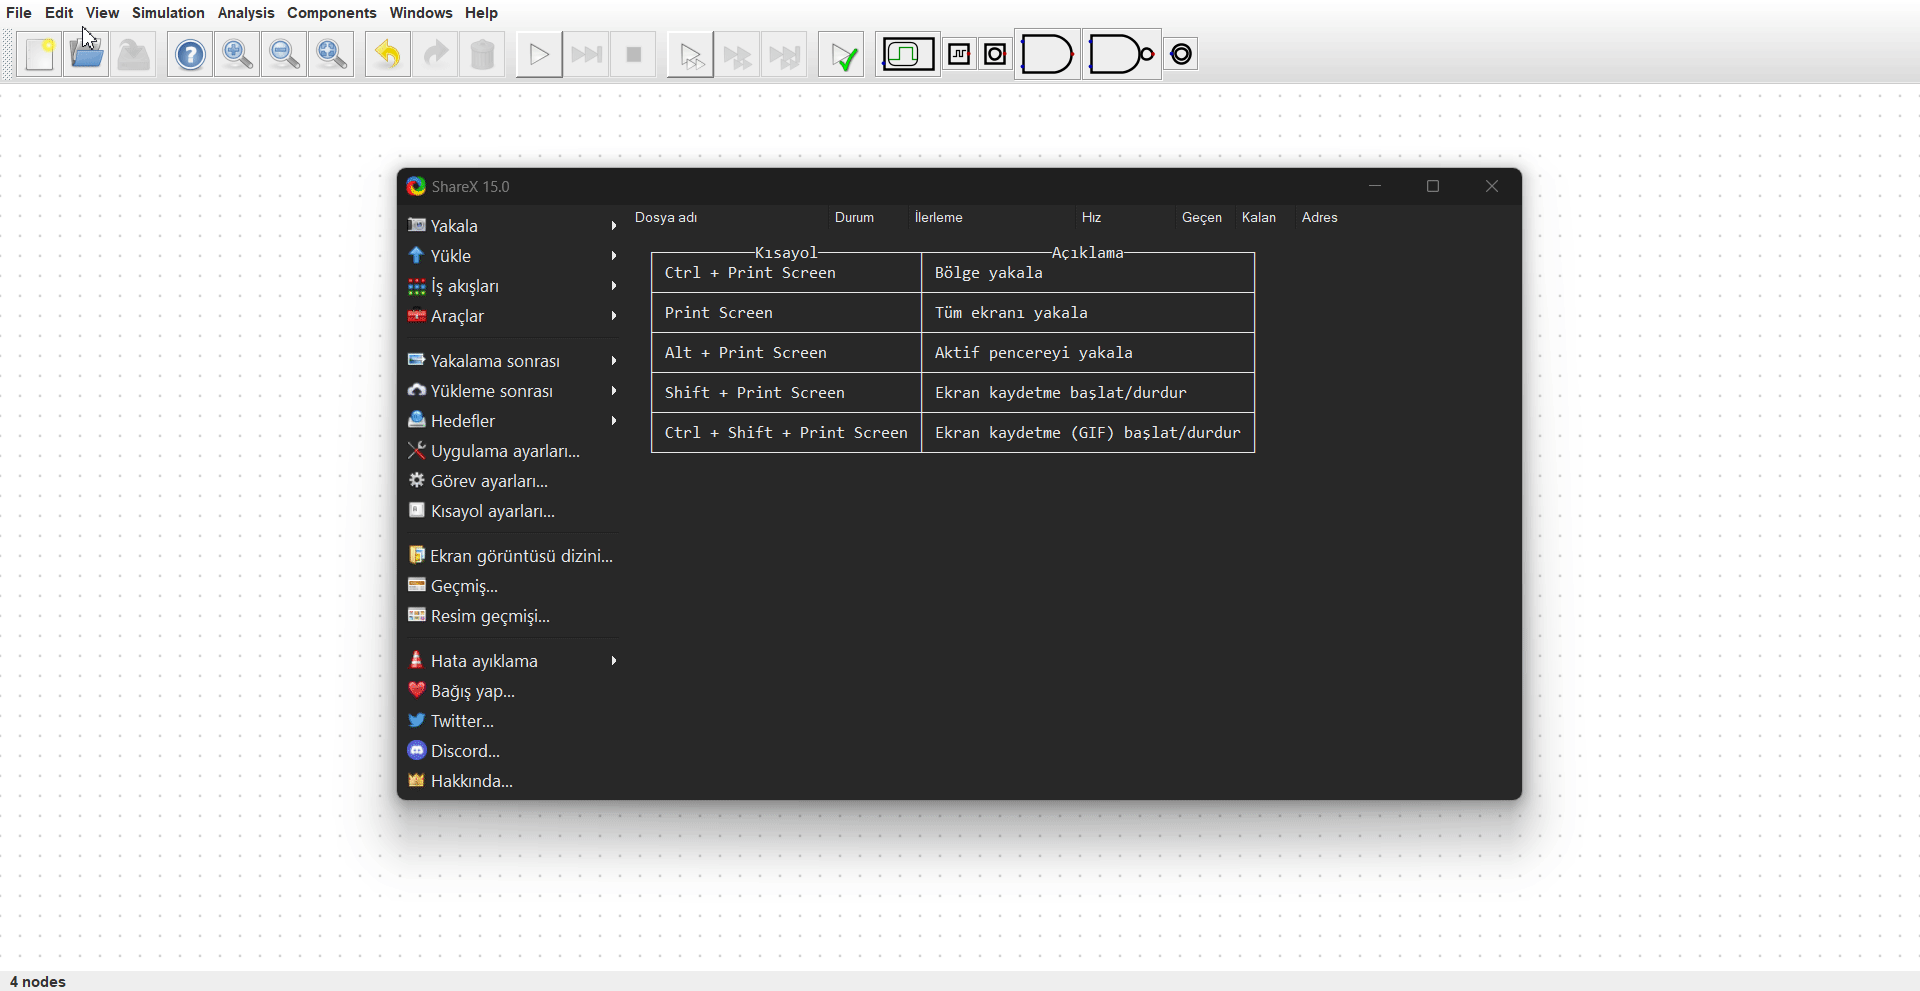 File Edit View Simulation Analysis Components Windows Help
ShareX 15.0
Yakala
Yükle
İş akışları
Araçlar
Yakalama sonrası
Yükleme sonrası
Hedefler
Uygulama ayarları...
Görev ayarları...
Kısayol ayarları...
Ekran görüntüsü dizini...
Geçmiş...
Resim geçmişi...
Hata ayıklama
Bağış yap...
Twitter...
Discord...
Hakkında...
Dosya adı Durum İlerleme Hız Geçen Kalan Adres
Kısayol Açıklama
Ctrl + Print Screen Bölge yakala
Print Screen Tüm ekranı yakala
Alt + Print Screen Aktif pencereyi yakala
Shift + Print Screen Ekran kaydetme başlat/durdur
Ctrl + Shift + Print Screen Ekran kaydetme (GIF) başlat/durdur
4 nodes